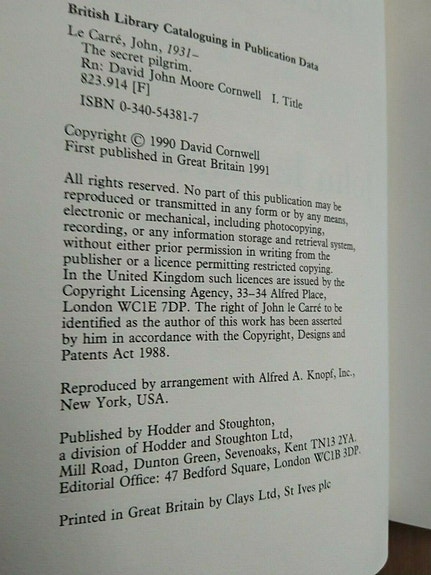 British Library Cataloguing in Publication Data
Le Carré, John, 1931–
The secret pilgrim.
Rn: David John Moore Cornwell I. Title
823.914 [F]
ISBN 0-340-54381-7
Copyright © 1990 David Cornwell
First published in Great Britain 1991
All rights reserved. No part of this publication may be
reproduced or transmitted in any form or by any means,
electronic or mechanical, including photocopying,
recording, or any information storage and retrieval system,
without either prior permission in writing from the
publisher or a licence permitting restricted copying.
In the United Kingdom such licences are issued by the
Copyright Licensing Agency, 33–34 Alfred Place,
London WC1E 7DP. The right of John le Carré to be
identified as the author of this work has been asserted
by him in accordance with the Copyright, Designs and
Patents Act 1988.
Reproduced by arrangement with Alfred A. Knopf, Inc.,
New York, USA.
Published by Hodder and Stoughton,
a division of Hodder and Stoughton Ltd,
Mill Road, Dunton Green, Sevenoaks, Kent TN13 2YA.
Editorial Office: 47 Bedford Square, London WC1B 3DP.
Printed in Great Britain by Clays Ltd, St Ives plc